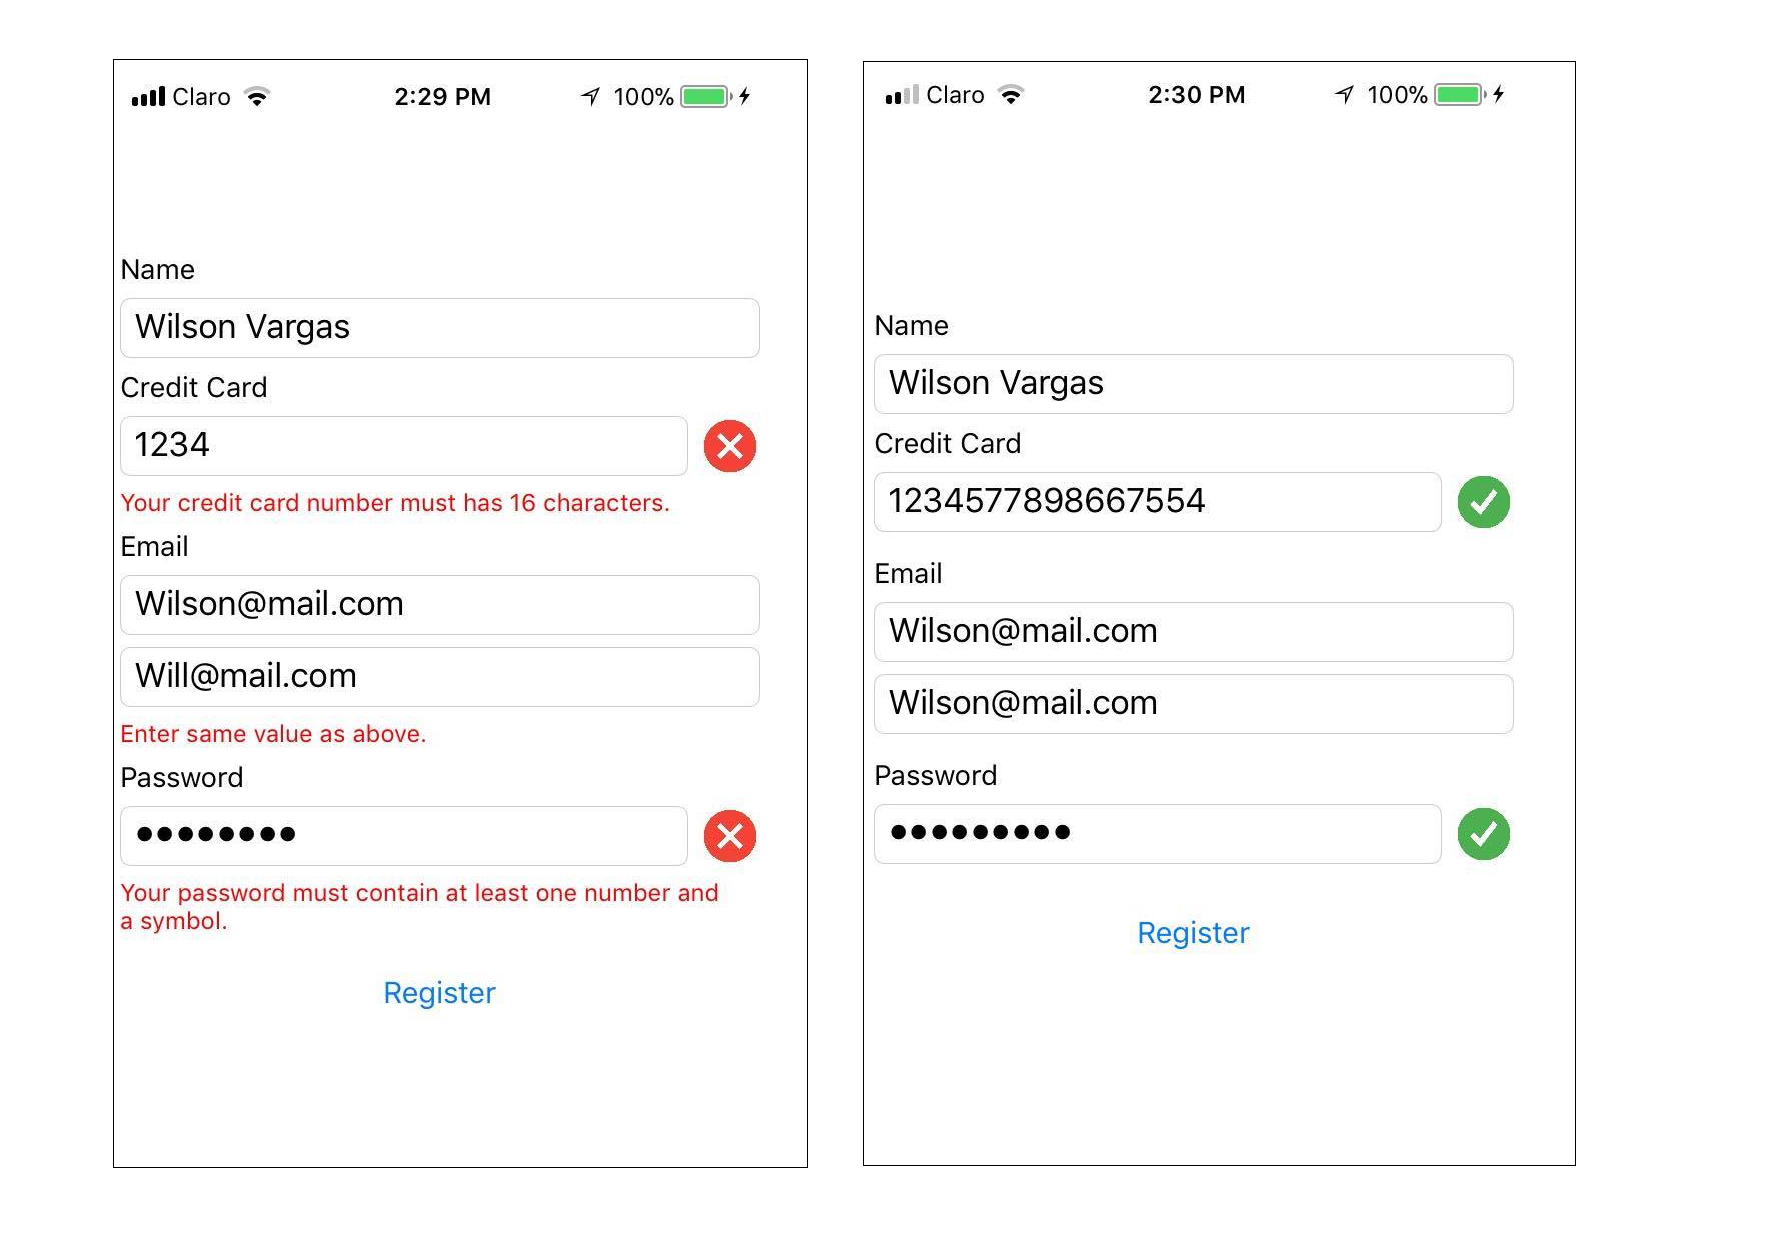 Claro 2:29 PM 100%
Name
Wilson Vargas
Credit Card
1234
Your credit card number must has 16 characters.
Email
Wilson@mail.com
Will@mail.com
Enter same value as above.
Password
••••••••
Your password must contain at least one number and
a symbol.
Register
Claro 2:30 PM 100%
Name
Wilson Vargas
Credit Card
1234577898667554
Email
Wilson@mail.com
Wilson@mail.com
Password
•••••••••
Register